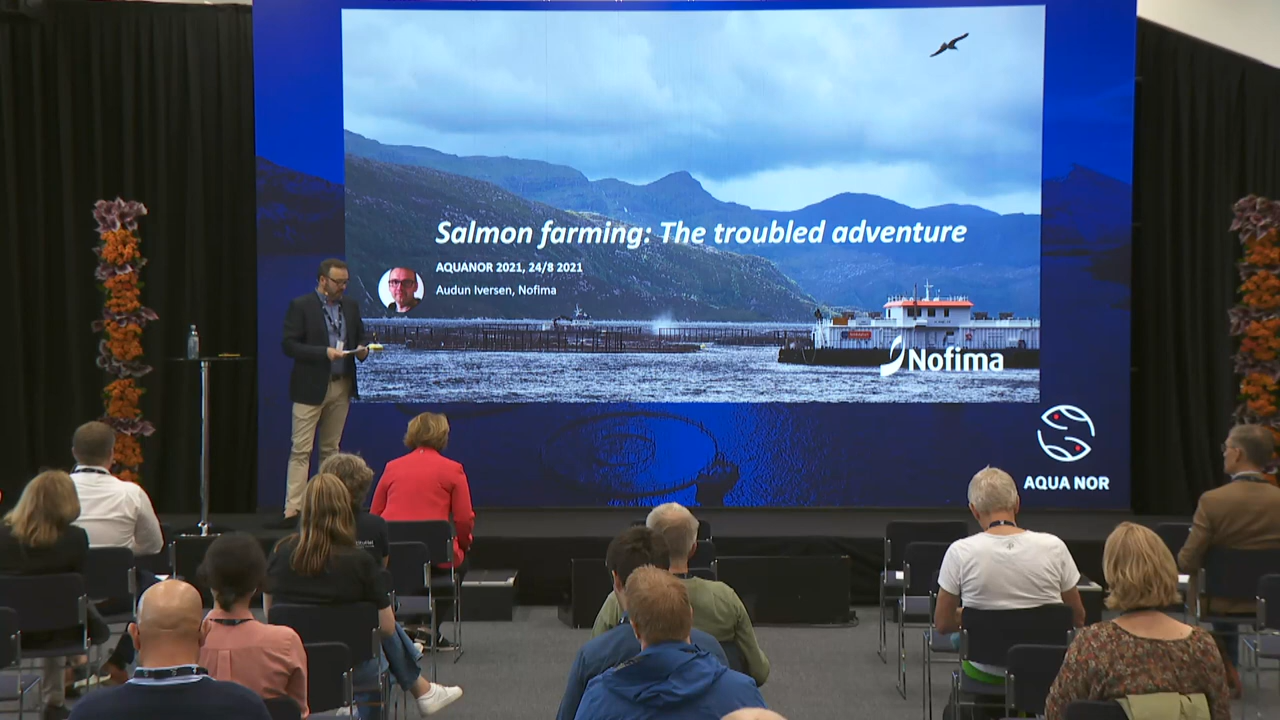 Salmon farming: The troubled adventure
AQUANOR 2021, 24/8 2021
Audun Iversen, Nofima
Nofima
AQUA NOR